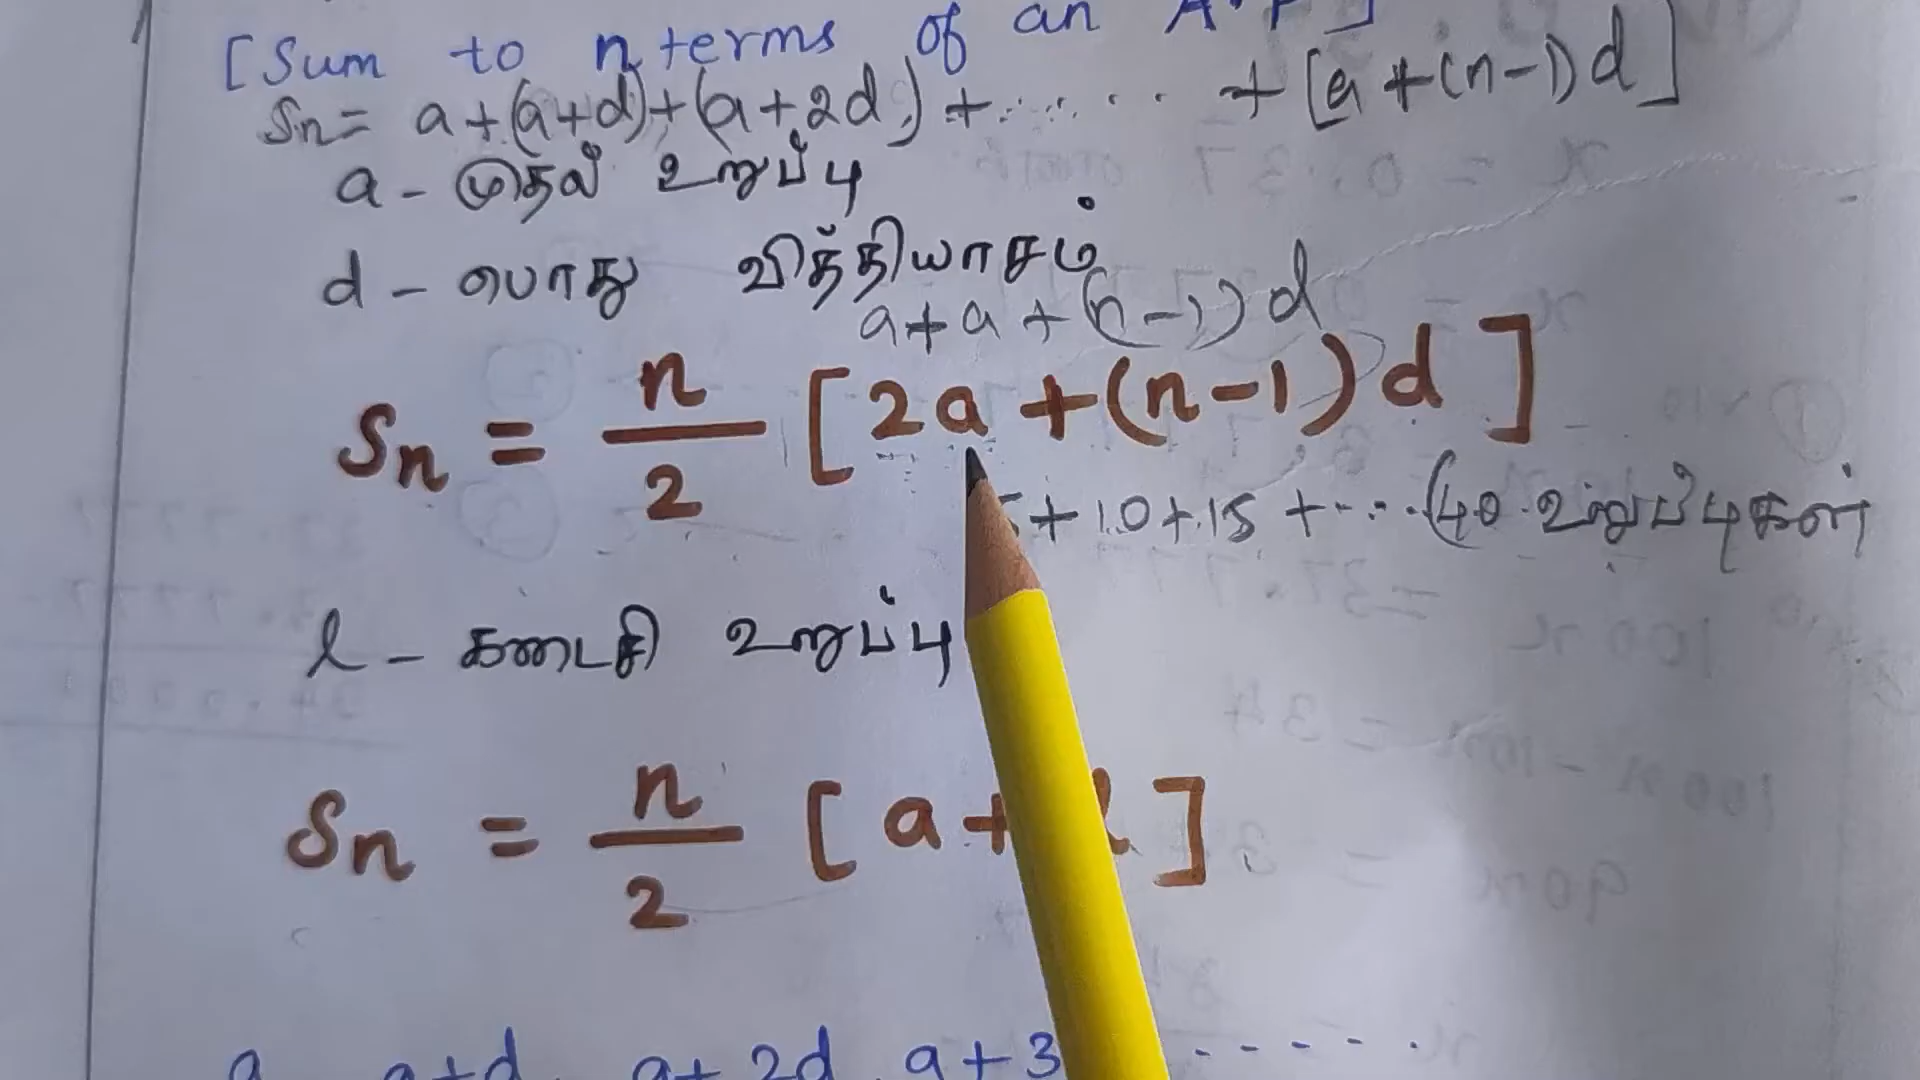 [Sum to n terms of an A.P]
Sn = a+(a+d)+(a+2d)+...... +[a+(n-1)d]
a - முதல் உறுப்பு
d - பொது வித்தியாசம்
a+a+(n-1)d
Sn = n/2 [2a+(n-1)d]
5+10+15+....(40 உறுப்புகள்
l - கடைசி உறுப்பு
Sn = n/2 [a+l]
a, a+d, a+2d, a+3 ......